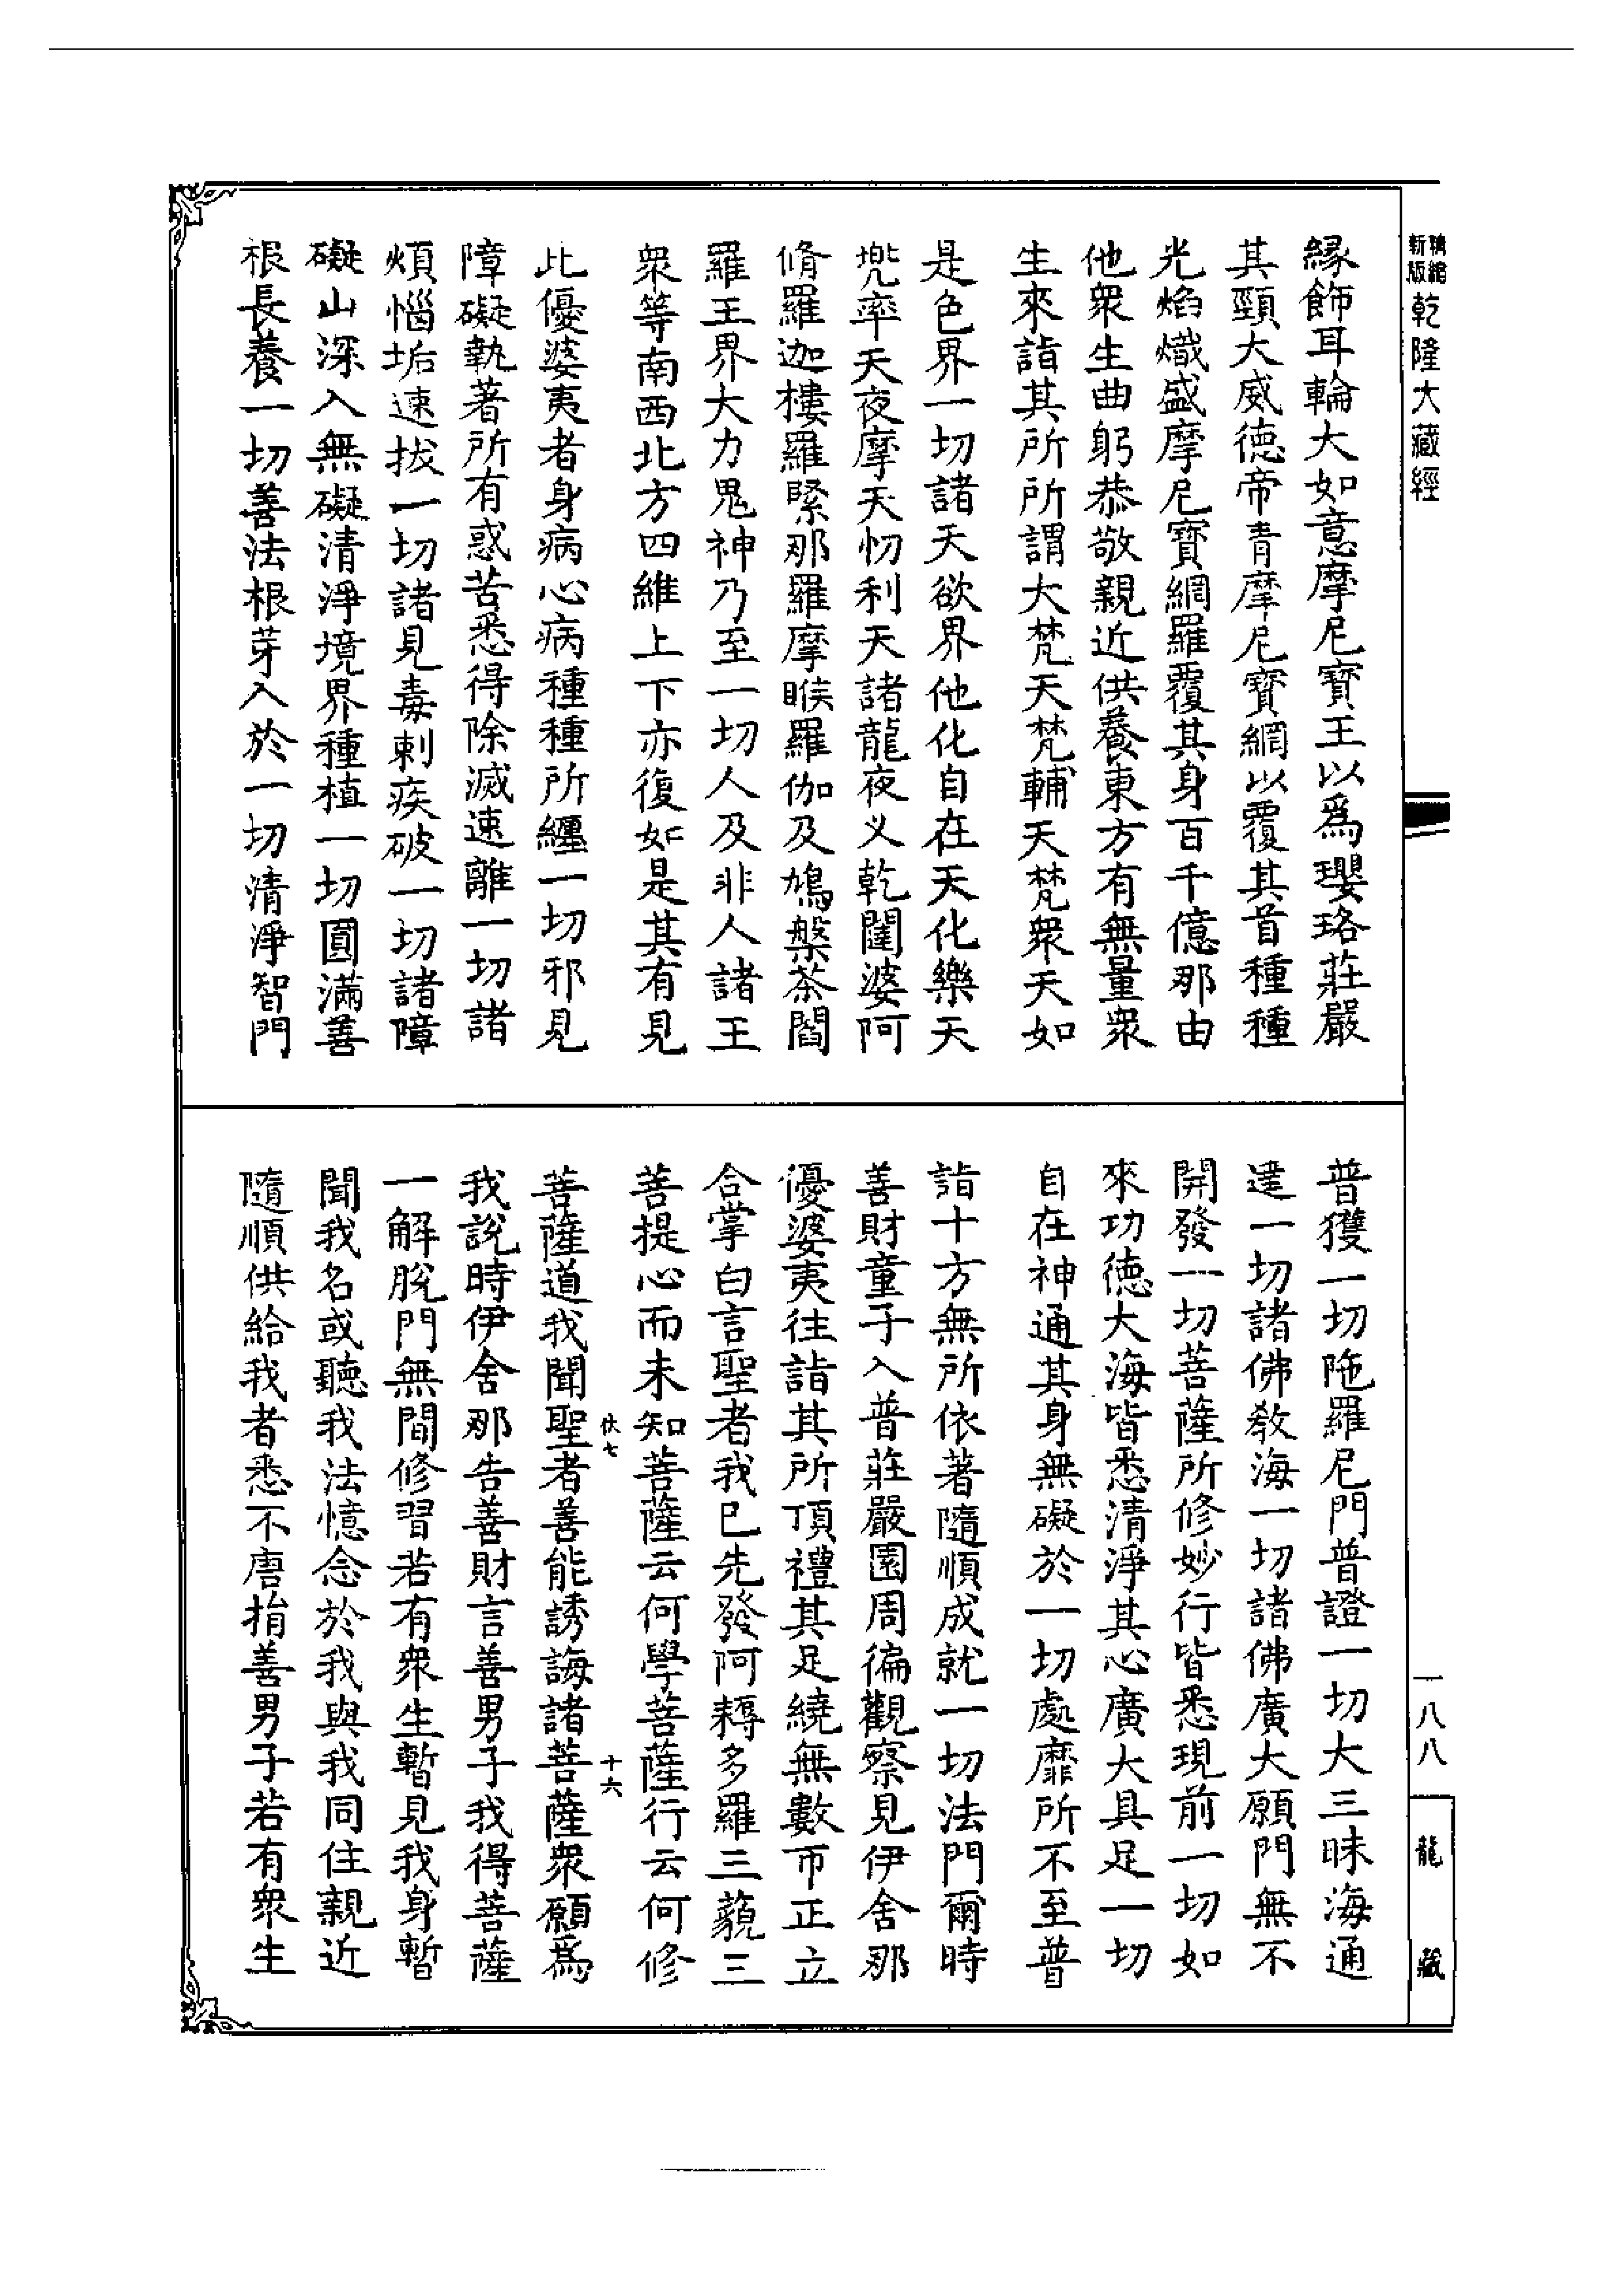 新版 精縮 乾隆大藏經
緣飾耳輪大如意摩尼寶王以為瓔珞莊嚴
其頸大威德帝青摩尼寶網以覆其首種種
光焰熾盛摩尼寶網羅覆其身百千億那由
他衆生曲躬恭敬親近供養東方有無量衆
生來詣其所所謂大梵天梵輔天梵衆天如
是色界一切諸天欲界他化自在天化樂天
兜率天夜摩天忉利天諸龍夜义乾闥婆阿
脩羅迦樓羅緊那羅摩睺羅伽及鳩槃茶閻
羅王界大力鬼神乃至一切人及非人諸王
衆等南西北方四維上下亦復如是其有見
此優婆夷者身病心病種種所纏一切邪見
障礙執著所有惑苦悉得除滅速離一切諸
煩惱垢速拔一切諸見毒刺疾破一切諸障
礙山深入無礙清淨境界種植一切圓滿善
根長養一切善法根芽入於一切清淨智門
普獲一切陁羅尼門普證一切大三昧海通
達一切諸佛教海一切諸佛廣大願門無不
開發一切菩薩所修妙行皆悉現前一切如
來功德大海皆悉清淨其心廣大具足一切
自在神通其身無礙於一切處靡所不至普
詣十方無所依著隨順成就一切法門爾時
善財童子入普莊嚴園周徧觀察見伊舍那
優婆夷往詣其所頂禮其足繞無數帀正立
合掌白言聖者我已先發阿耨多羅三藐三
菩提心而未知菩薩云何學菩薩行云何修
伏七 十六
菩薩道我聞聖者善能誘誨諸菩薩衆願爲
我說時伊舍那告善財言善男子我得菩薩
一解脫門無間修習若有衆生暫見我身暫
聞我名或聽我法憶念於我與我同住親近
隨順供給我者悉不唐捐善男子若有衆生
一八八
龍藏